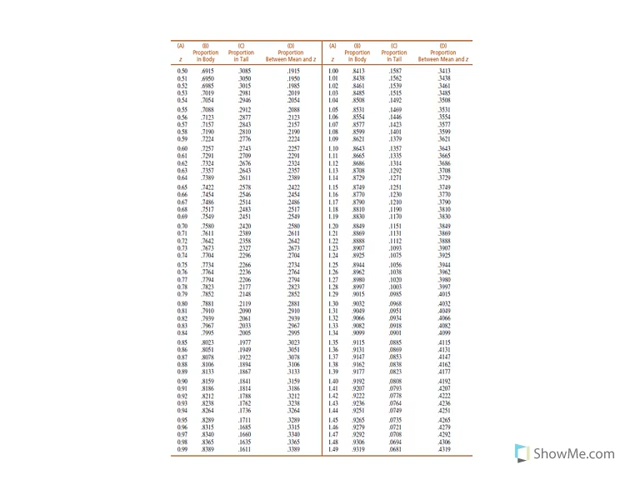 (A) (B) (C) (D) (A) (B) (C) (D)
Proportion Proportion Proportion Proportion Proportion Proportion
z in Body in Tail Between Mean and z z in Body in Tail Between Mean and z
0.50 .6915 .3085 .1915 1.00 .8413 .1587 .3413
0.51 .6950 .3050 .1950 1.01 .8438 .1562 .3438
0.52 .6985 .3015 .1985 1.02 .8461 .1539 .3461
0.53 .7019 .2981 .2019 1.03 .8485 .1515 .3485
0.54 .7054 .2946 .2054 1.04 .8508 .1492 .3508
0.55 .7088 .2912 .2088 1.05 .8531 .1469 .3531
0.56 .7123 .2877 .2123 1.06 .8554 .1446 .3554
0.57 .7157 .2843 .2157 1.07 .8577 .1423 .3577
0.58 .7190 .2810 .2190 1.08 .8599 .1401 .3599
0.59 .7224 .2776 .2224 1.09 .8621 .1379 .3621
0.60 .7257 .2743 .2257 1.10 .8643 .1357 .3643
0.61 .7291 .2709 .2291 1.11 .8665 .1335 .3665
0.62 .7324 .2676 .2324 1.12 .8686 .1314 .3686
0.63 .7357 .2643 .2357 1.13 .8708 .1292 .3708
0.64 .7389 .2611 .2389 1.14 .8729 .1271 .3729
0.65 .7422 .2578 .2422 1.15 .8749 .1251 .3749
0.66 .7454 .2546 .2454 1.16 .8770 .1230 .3770
0.67 .7486 .2514 .2486 1.17 .8790 .1210 .3790
0.68 .7517 .2483 .2517 1.18 .8810 .1190 .3810
0.69 .7549 .2451 .2549 1.19 .8830 .1170 .3830
0.70 .7580 .2420 .2580 1.20 .8849 .1151 .3849
0.71 .7611 .2389 .2611 1.21 .8869 .1131 .3869
0.72 .7642 .2358 .2642 1.22 .8888 .1112 .3888
0.73 .7673 .2327 .2673 1.23 .8907 .1093 .3907
0.74 .7704 .2296 .2704 1.24 .8925 .1075 .3925
0.75 .7734 .2266 .2734 1.25 .8944 .1056 .3944
0.76 .7764 .2236 .2764 1.26 .8962 .1038 .3962
0.77 .7794 .2206 .2794 1.27 .8980 .1020 .3980
0.78 .7823 .2177 .2823 1.28 .8997 .1003 .3997
0.79 .7852 .2148 .2852 1.29 .9015 .0985 .4015
0.80 .7881 .2119 .2881 1.30 .9032 .0968 .4032
0.81 .7910 .2090 .2910 1.31 .9049 .0951 .4049
0.82 .7939 .2061 .2939 1.32 .9066 .0934 .4066
0.83 .7967 .2033 .2967 1.33 .9082 .0918 .4082
0.84 .7995 .2005 .2995 1.34 .9099 .0901 .4099
0.85 .8023 .1977 .3023 1.35 .9115 .0885 .4115
0.86 .8051 .1949 .3051 1.36 .9131 .0869 .4131
0.87 .8078 .1922 .3078 1.37 .9147 .0853 .4147
0.88 .8106 .1894 .3106 1.38 .9162 .0838 .4162
0.89 .8133 .1867 .3133 1.39 .9177 .0823 .4177
0.90 .8159 .1841 .3159 1.40 .9192 .0808 .4192
0.91 .8186 .1814 .3186 1.41 .9207 .0793 .4207
0.92 .8212 .1788 .3212 1.42 .9222 .0778 .4222
0.93 .8238 .1762 .3238 1.43 .9236 .0764 .4236
0.94 .8264 .1736 .3264 1.44 .9251 .0749 .4251
0.95 .8289 .1711 .3289 1.45 .9265 .0735 .4265
0.96 .8315 .1685 .3315 1.46 .9279 .0721 .4279
0.97 .8340 .1660 .3340 1.47 .9292 .0708 .4292
0.98 .8365 .1635 .3365 1.48 .9306 .0694 .4306
0.99 .8389 .1611 .3389 1.49 .9319 .0681 .4319
ShowMe.com